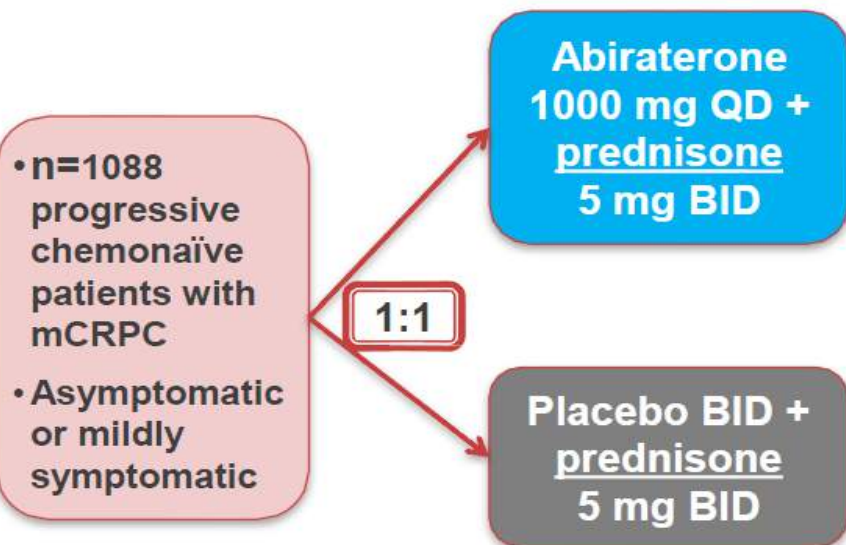 • n=1088
progressive
chemonaïve
patients with
mCRPC
• Asymptomatic
or mildly
symptomatic
1:1
Abiraterone
1000 mg QD +
prednisone
5 mg BID
Placebo BID +
prednisone
5 mg BID